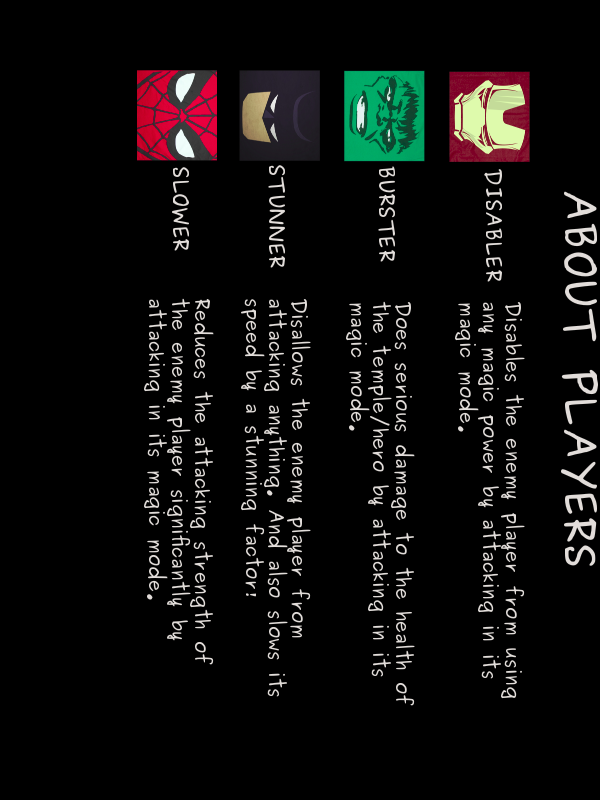 ABOUT PLAYERS
DISABLER
Disables the enemy player from using
any magic power by attacking in its
magic mode.
BURSTER
Does serious damage to the health of
the temple/hero by attacking in its
magic mode.
STUNNER
Disallows the enemy player from
attacking anything. And also slows its
speed by a stunning factor!
SLOWER
Reduces the attacking strength of
the enemy player significantly by
attacking in its magic mode.